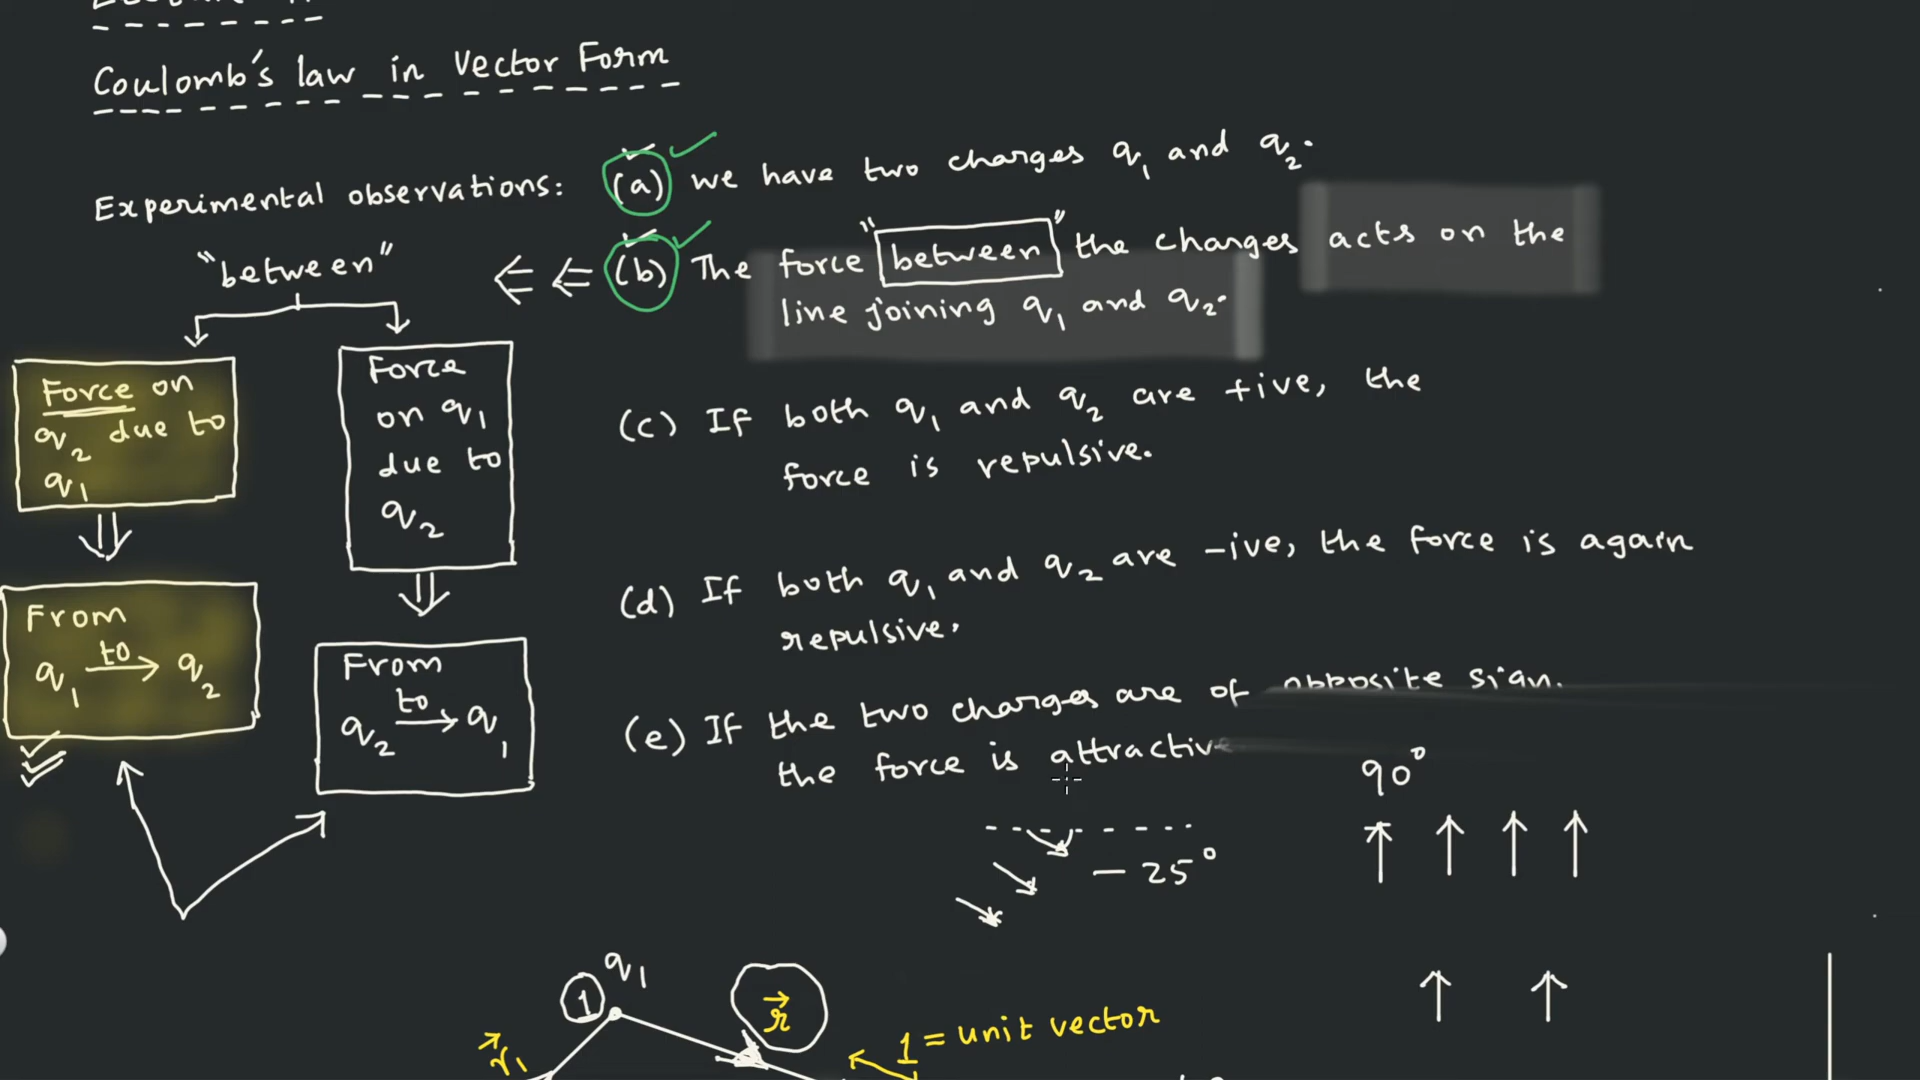 Coulomb's law in Vector Form
Experimental observations: (a) we have two charges q1 and q2.
(b) The force "between" the charges acts on the
line joining q1 and q2.
"between"
Force on
q2 due to
q1
Force
on q1
due to
q2
(c) If both q1 and q2 are +ive, the
force is repulsive.
From
q1 to → q2
From
q2 to → q1
(d) If both q1 and q2 are -ive, the force is again
repulsive.
(e) If the two charges are of opposite sign,
the force is attractive
90°
- 25°
1 q1
r⃗
r⃗1
1 = unit vector